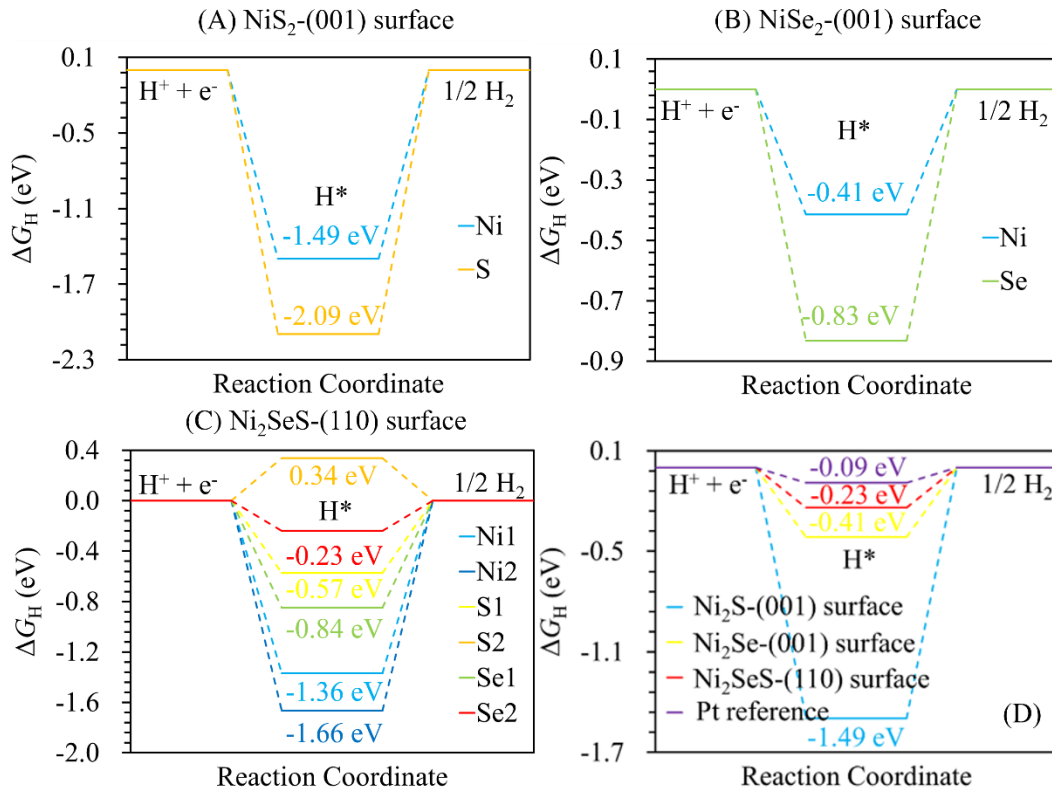 (A) NiS₂-(001) surface
0.1
-0.5
-1.1
-1.7
-2.3
ΔG_H (eV)
H⁺ + e⁻
1/2 H₂
H*
-1.49 eV
-2.09 eV
Ni
S
Reaction Coordinate
(B) NiSe₂-(001) surface
0.1
-0.1
-0.3
-0.5
-0.7
-0.9
ΔG_H (eV)
H⁺ + e⁻
1/2 H₂
H*
-0.41 eV
-0.83 eV
Ni
Se
Reaction Coordinate
(C) Ni₂SeS-(110) surface
0.4
0.0
-0.4
-0.8
-1.2
-1.6
-2.0
ΔG_H (eV)
H⁺ + e⁻
1/2 H₂
0.34 eV
H*
-0.23 eV
-0.57 eV
-0.84 eV
-1.36 eV
-1.66 eV
Ni1
Ni2
S1
S2
Se1
Se2
Reaction Coordinate
0.1
-0.5
-1.1
-1.7
ΔG_H (eV)
H⁺ + e⁻
1/2 H₂
-0.09 eV
-0.23 eV
-0.41 eV
H*
Ni₂S-(001) surface
Ni₂Se-(001) surface
Ni₂SeS-(110) surface
Pt reference
(D)
-1.49 eV
Reaction Coordinate